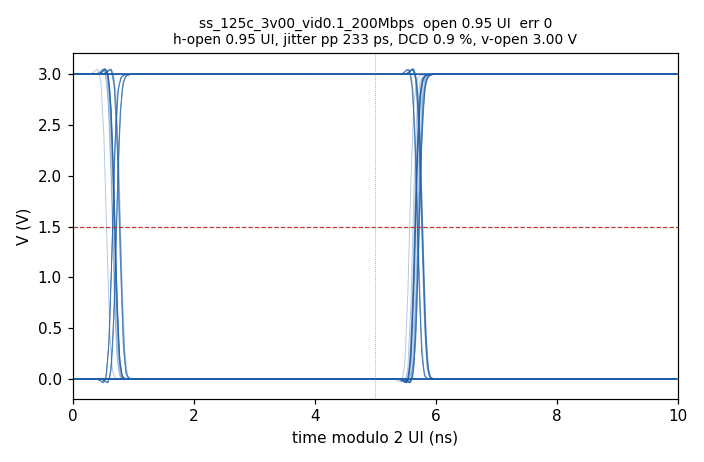 ss_125c_3v00_vid0.1_200Mbps  open 0.95 UI  err 0
h-open 0.95 UI, jitter pp 233 ps, DCD 0.9 %, v-open 3.00 V
V (V)
3.0
2.5
2.0
1.5
1.0
0.5
0.0
0 2 4 6 8 10
time modulo 2 UI (ns)